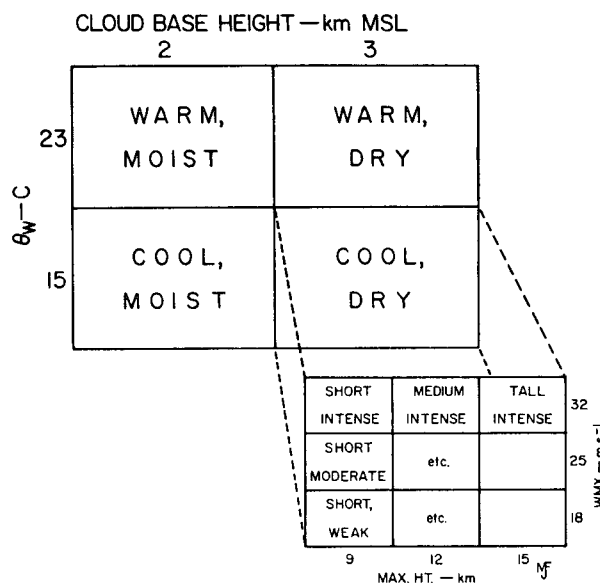 CLOUD BASE HEIGHT — km MSL
2 3
23
WARM,
MOIST
WARM,
DRY
θw — C
15
COOL,
MOIST
COOL,
DRY
SHORT
INTENSE
MEDIUM
INTENSE
TALL
INTENSE
32
SHORT
MODERATE
etc.
25
SHORT,
WEAK
etc.
18
WMX — m s⁻¹
9 12 15
MAX. HT. — km